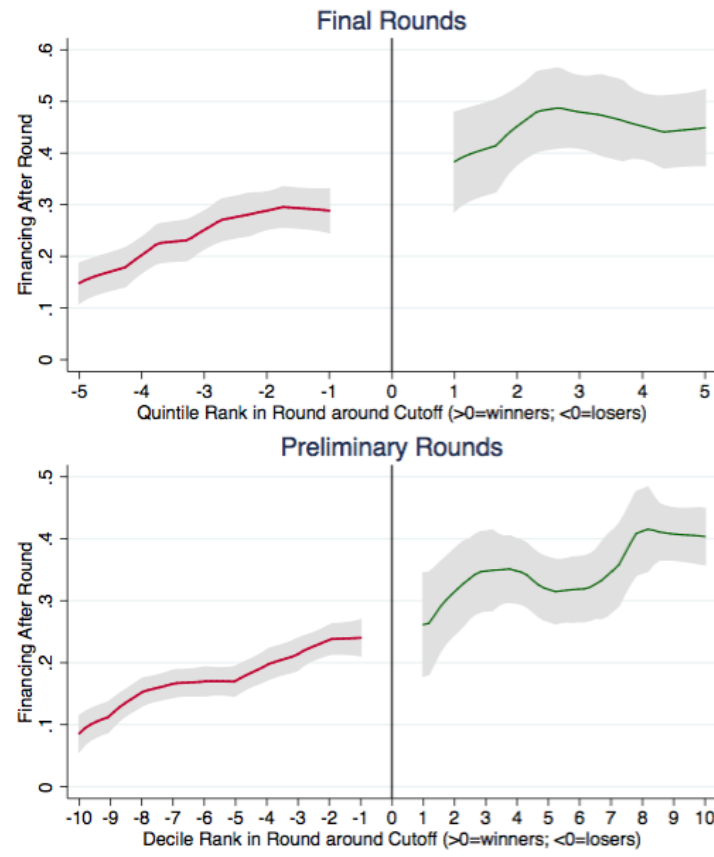 Final Rounds
Financing After Round
.6
.5
.4
.3
.2
.1
0
-5 -4 -3 -2 -1 0 1 2 3 4 5
Quintile Rank in Round around Cutoff (>0=winners; <0=losers)
Preliminary Rounds
Financing After Round
.5
.4
.3
.2
.1
0
-10 -9 -8 -7 -6 -5 -4 -3 -2 -1 0 1 2 3 4 5 6 7 8 9 10
Decile Rank in Round around Cutoff (>0=winners; <0=losers)